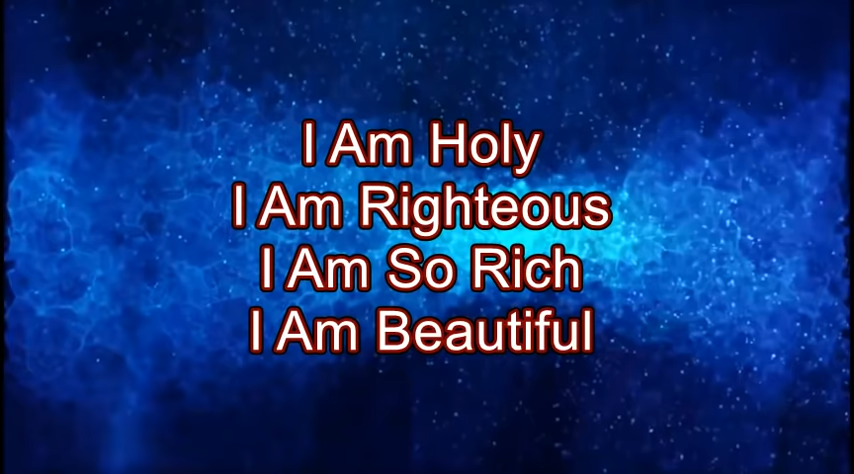 I Am Holy
I Am Righteous
I Am So Rich
I Am Beautiful